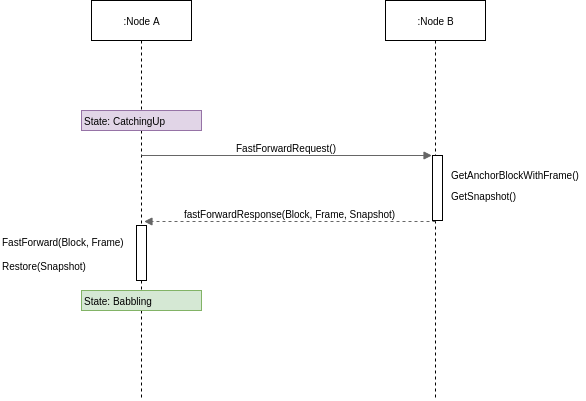 :Node A
:Node B
State: CatchingUp
FastForwardRequest()
GetAnchorBlockWithFrame()
GetSnapshot()
fastForwardResponse(Block, Frame, Snapshot)
FastForward(Block, Frame)
Restore(Snapshot)
State: Babbling